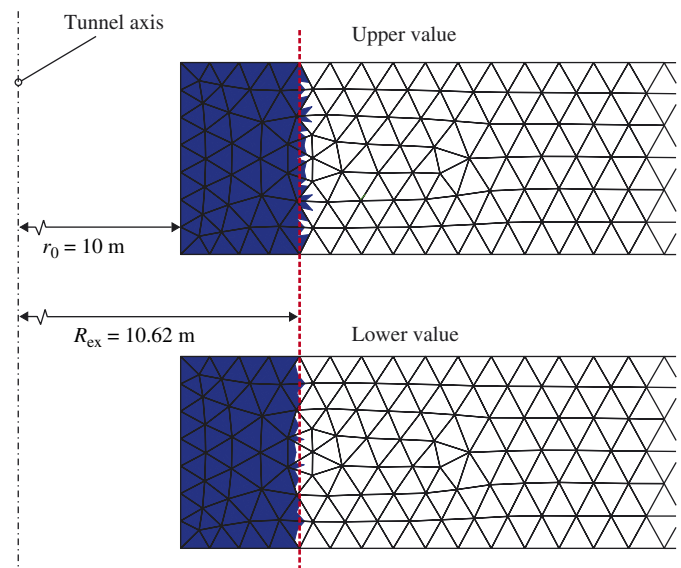 Tunnel axis
Upper value
r₀ = 10 m
Rₑₓ = 10.62 m
Lower value